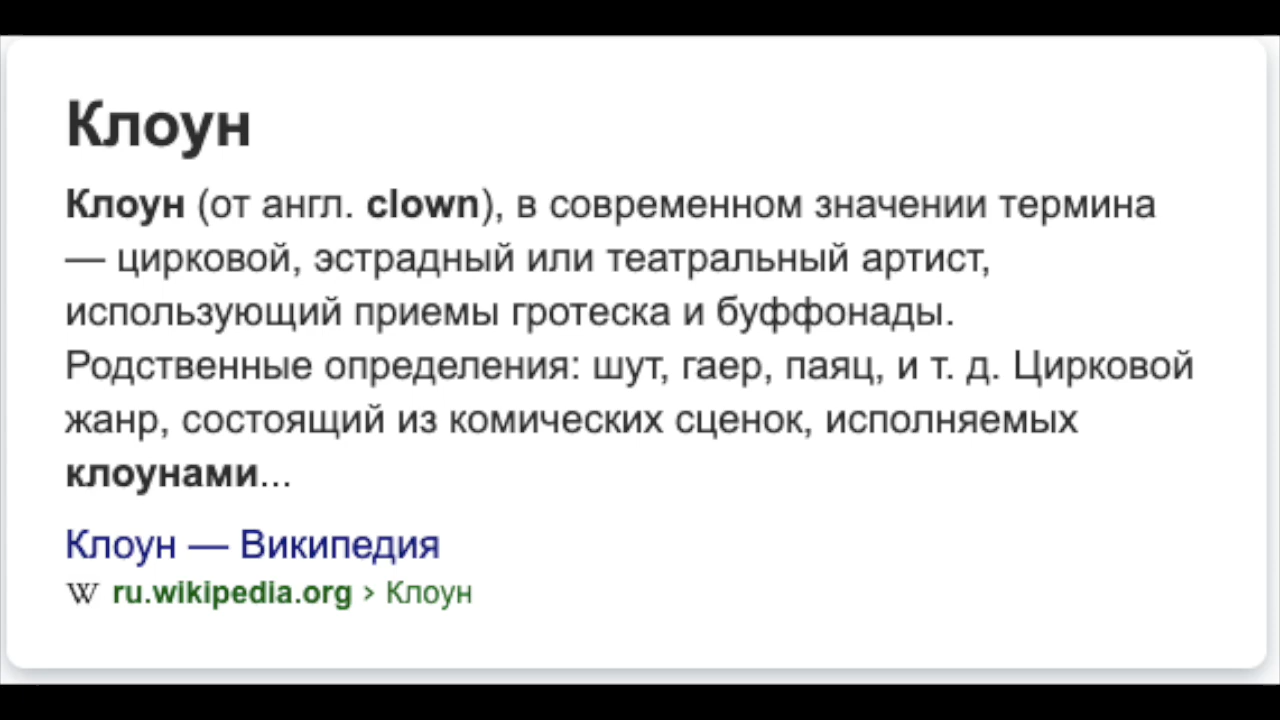 Клоун
Клоун (от англ. clown), в современном значении термина
— цирковой, эстрадный или театральный артист,
использующий приемы гротеска и буффонады.
Родственные определения: шут, гаер, паяц, и т. д. Цирковой
жанр, состоящий из комических сценок, исполняемых
клоунами...
Клоун — Википедия
W ru.wikipedia.org › Клоун